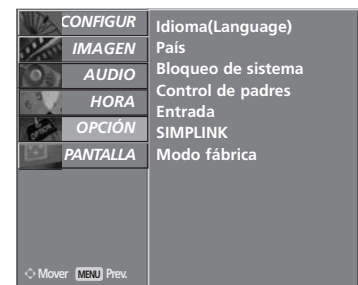 CONFIGUR
IMAGEN
AUDIO
HORA
OPCIÓN
PANTALLA
Idioma(Language)
País
Bloqueo de sistema
Control de padres
Entrada
SIMPLINK
Modo fábrica
Mover MENU Prev.